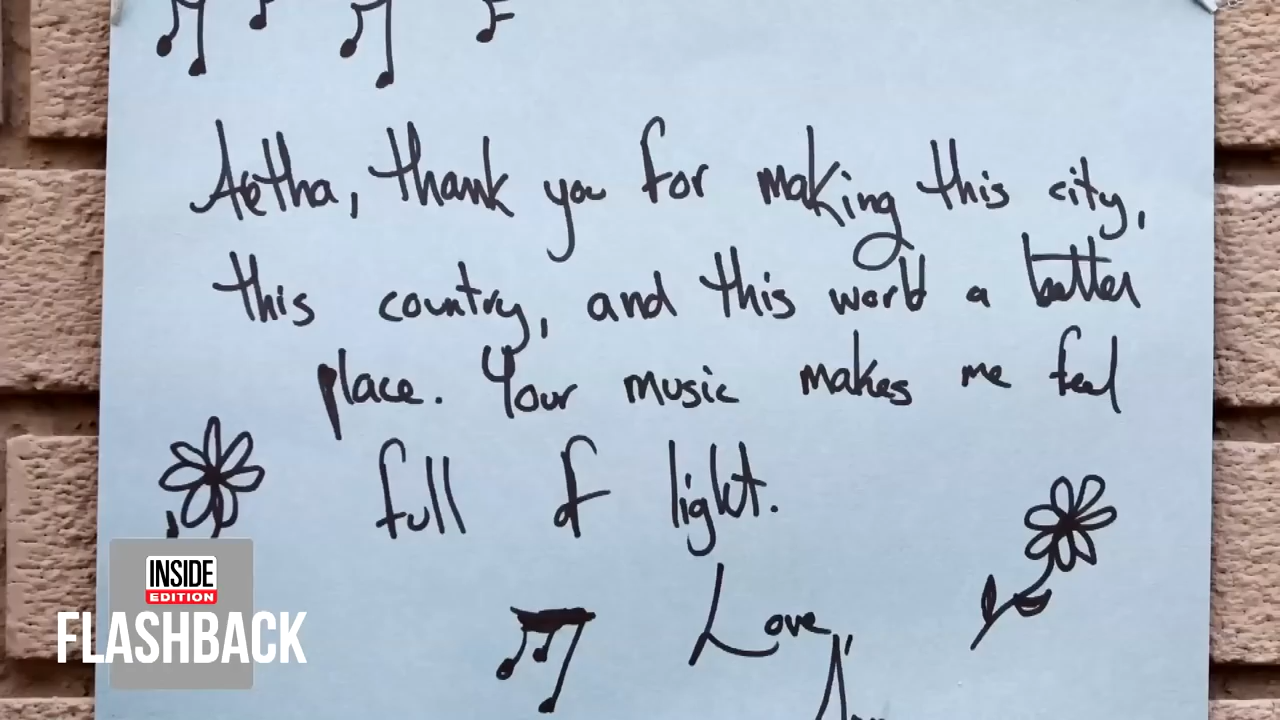 Aretha, thank you for making this city,
this country, and this world a better
place. Your music makes me feel
full of light.
Love,
INSIDE
EDITION
FLASHBACK